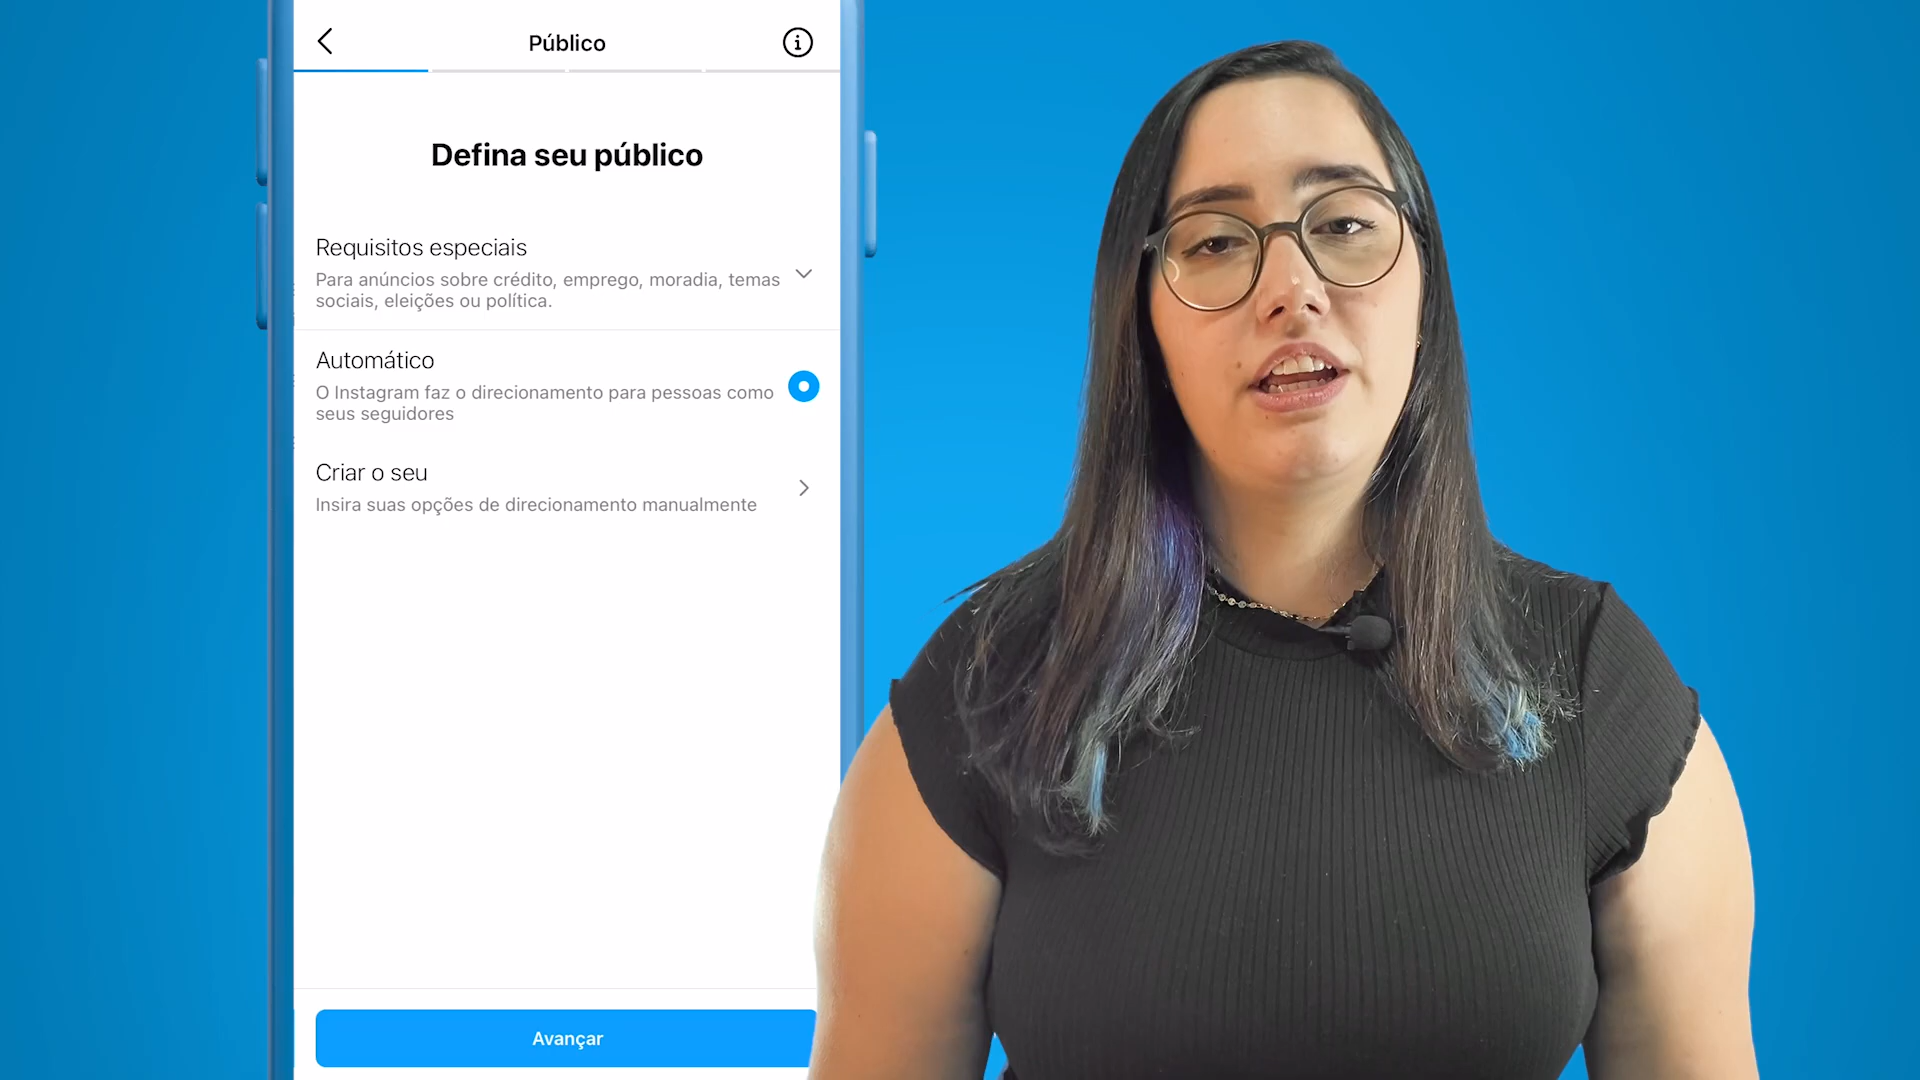 Público
Defina seu público
Requisitos especiais
Para anúncios sobre crédito, emprego, moradia, temas
sociais, eleições ou política.
Automático
O Instagram faz o direcionamento para pessoas como
seus seguidores
Criar o seu
Insira suas opções de direcionamento manualmente
Avançar